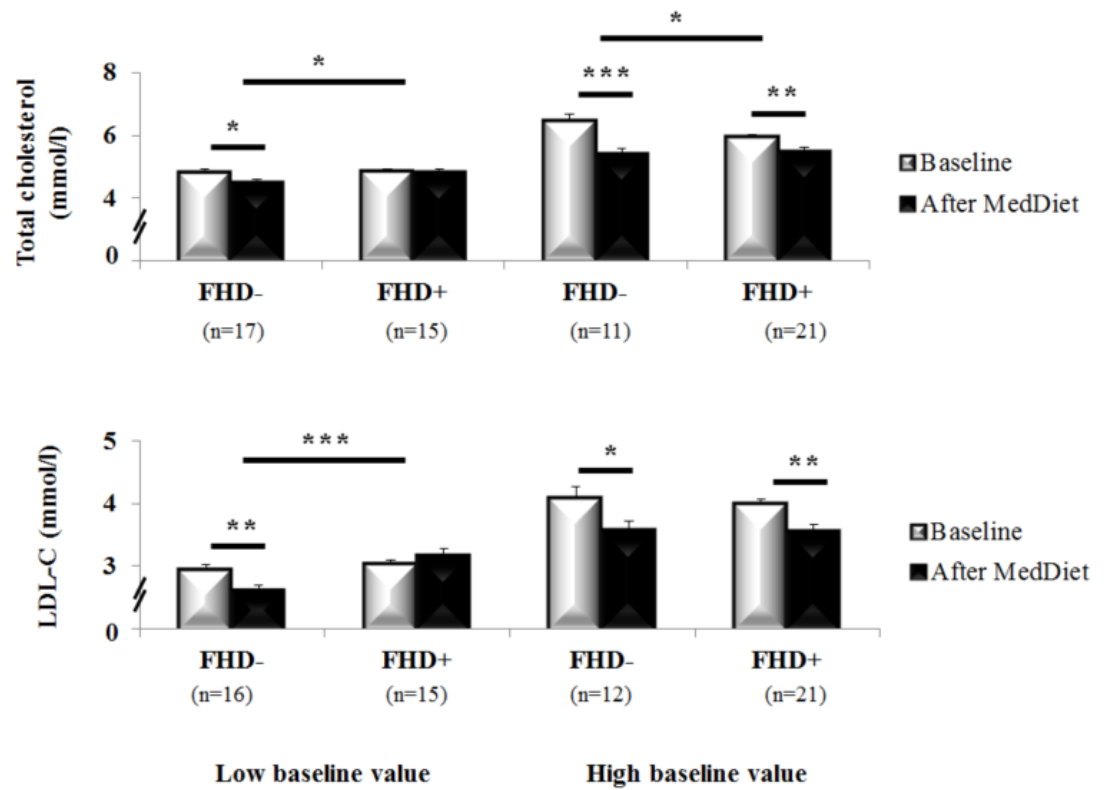 *
*
***
8
*
**
6
4
0
Total cholesterol
(mmol/l)
Baseline
After MedDiet
FHD-
FHD+
FHD-
FHD+
(n=17)
(n=15)
(n=11)
(n=21)
5
***
*
**
4
**
3
0
LDL-C (mmol/l)
Baseline
After MedDiet
FHD-
FHD+
FHD-
FHD+
(n=16)
(n=15)
(n=12)
(n=21)
Low baseline value
High baseline value